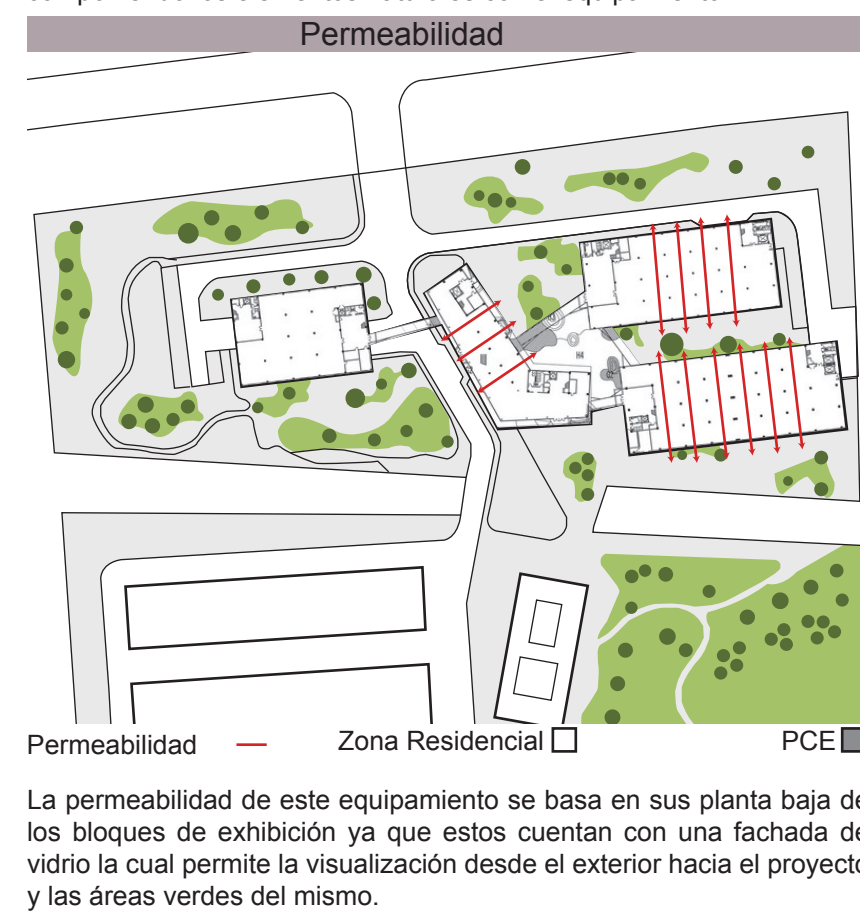 Permeabilidad
Permeabilidad
Zona Residencial
PCE
La permeabilidad de este equipamiento se basa en sus planta baja de
los bloques de exhibición ya que estos cuentan con una fachada de
vidrio la cual permite la visualización desde el exterior hacia el proyecto
y las áreas verdes del mismo.